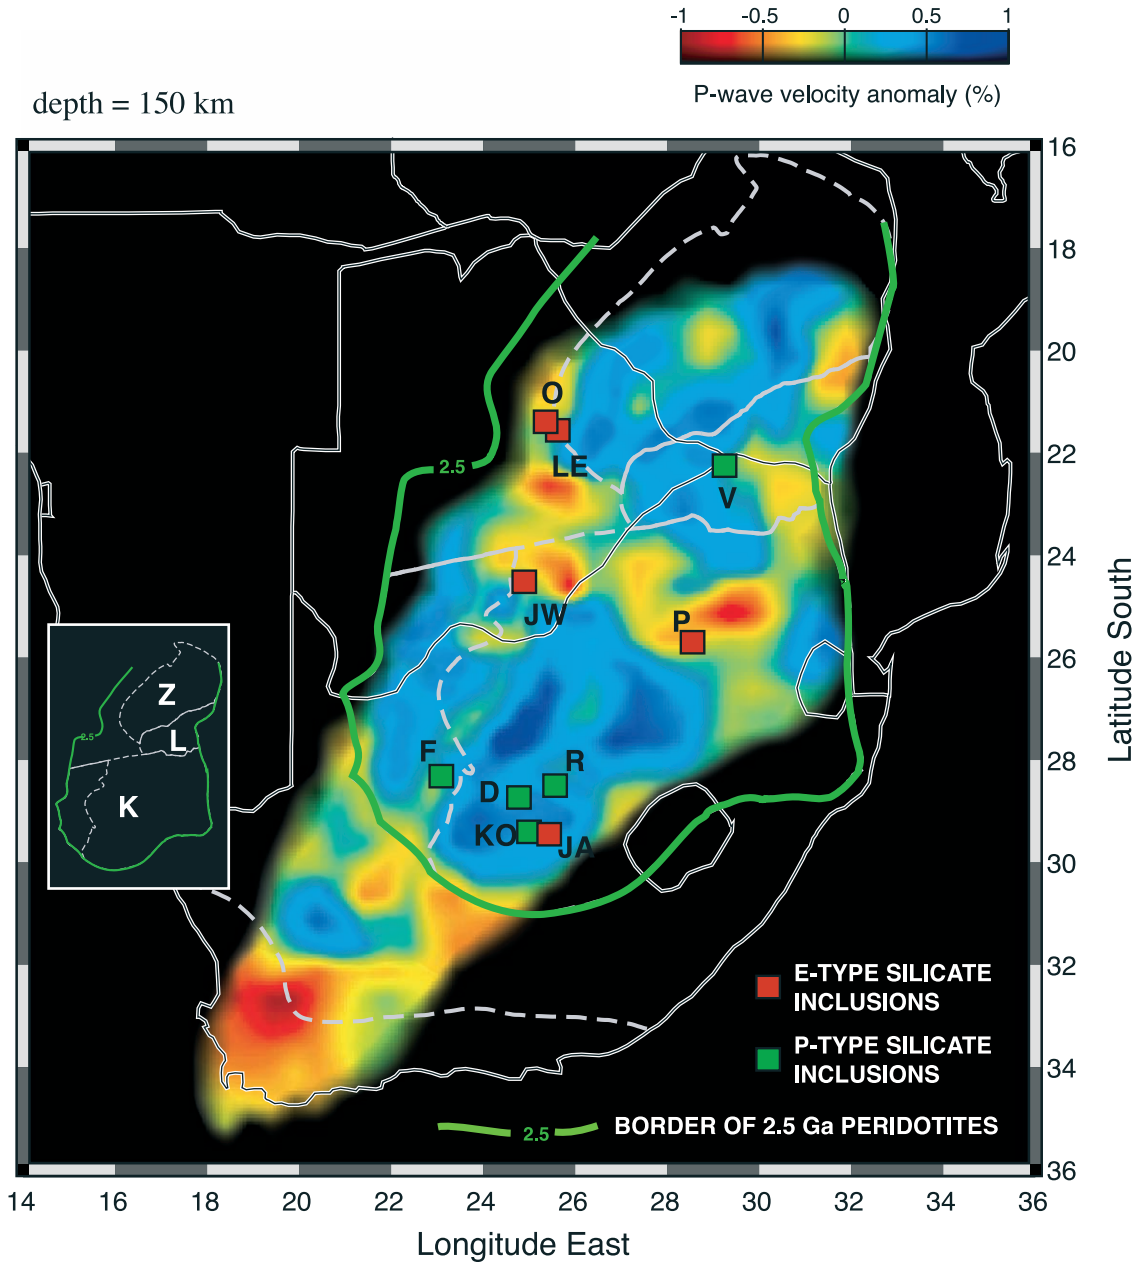 -1 -0.5 0 0.5 1
P-wave velocity anomaly (%)
depth = 150 km
16
18
20
22
24
26
28
30
32
34
36
Latitude South
O
LE
2.5
V
JW
P
F
R
D
KO
JA
Z
2.5
L
K
E-TYPE SILICATE
INCLUSIONS
P-TYPE SILICATE
INCLUSIONS
2.5
BORDER OF 2.5 Ga PERIDOTITES
14 16 18 20 22 24 26 28 30 32 34 36
Longitude East